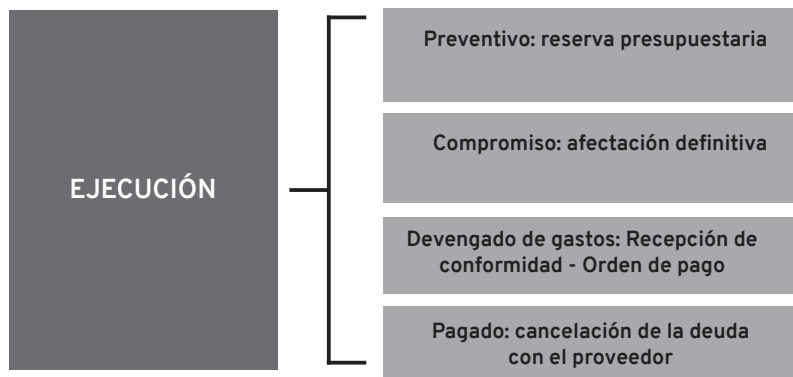 EJECUCIÓN
Preventivo: reserva presupuestaria
Compromiso: afectación definitiva
Devengado de gastos: Recepción de
conformidad - Orden de pago
Pagado: cancelación de la deuda
con el proveedor